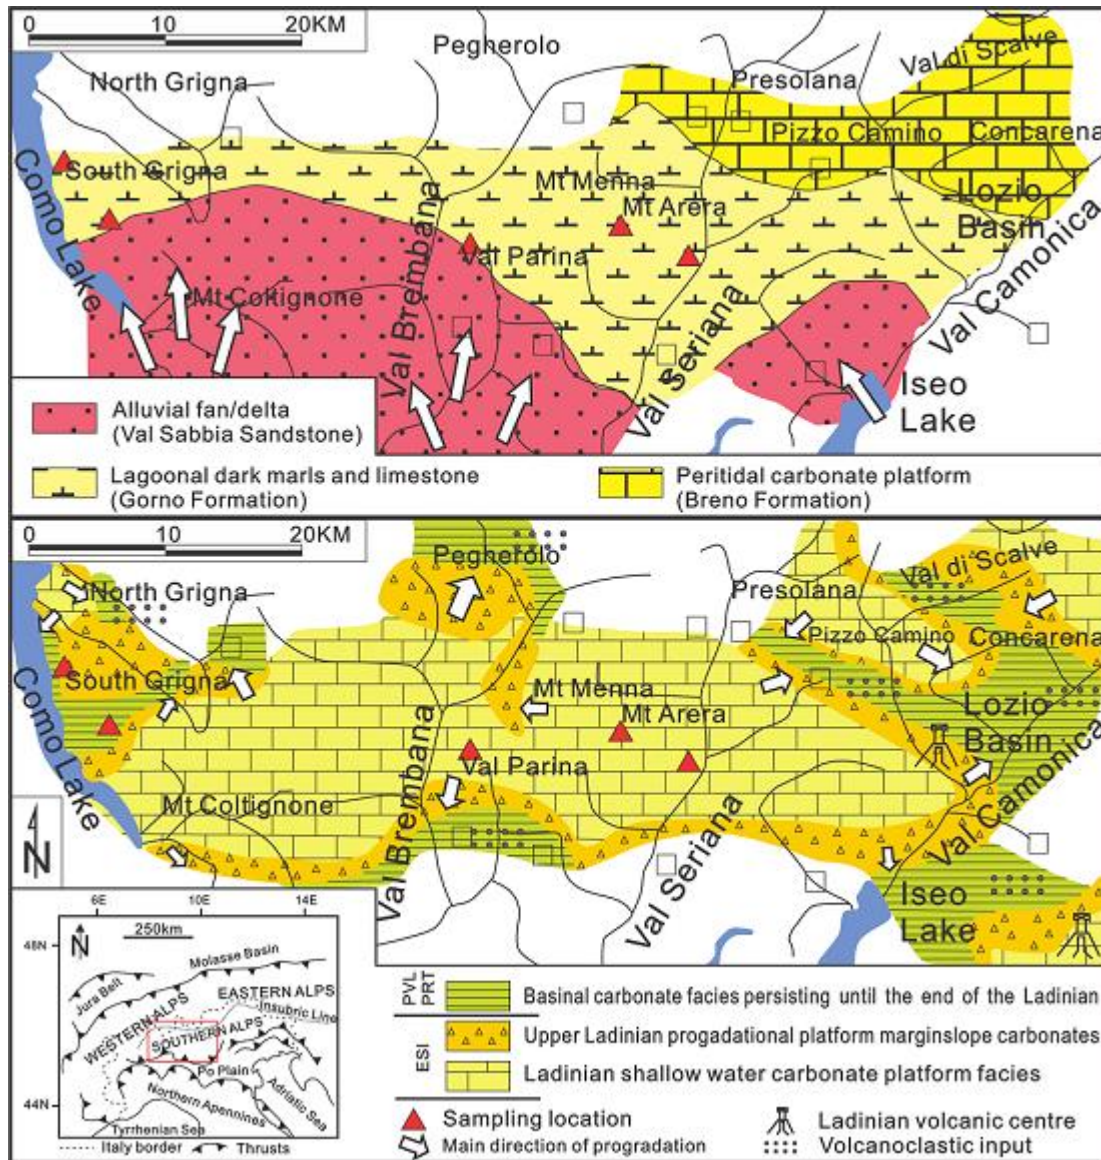 0 10 20KM
Pegherolo
Val di Scalve
North Grigna
Presolana
Pizzo Camino
Concarena
South Grigna
Como Lake
Mt Menna
Lozio
Basin
Mt Arera
Val Brembana
Val Parina
Mt Coltignone
Val Seriana
Val Camonica
Iseo
Lake
Alluvial fan/delta
(Val Sabbia Sandstone)
Lagoonal dark marls and limestone
(Gorno Formation)
Peritidal carbonate platform
(Breno Formation)
0 10 20KM
Pegherolo
Val di Scalve
North Grigna
Presolana
Pizzo Camino
Concarena
South Grigna
Como Lake
Mt Menna
Mt Arera
Lozio
Basin
Val Brembana
Val Parina
Mt Coltignone
Val Seriana
Val Camonica
Iseo
Lake
N
6E 10E 14E
250km
48N
N
Molasse Basin
Jura Belt
EASTERN ALPS
Insubric Line
WESTERN ALPS
SOUTHERN ALPS
Po Plain
44N
Northern Apennines
Adriatic Sea
Tyrrhenian Sea
Italy border Thrusts
PVL
PRT
Basinal carbonate facies persisting until the end of the Ladinian
ESI
Upper Ladinian progadational platform marginslope carbonates
Ladinian shallow water carbonate platform facies
Sampling location
Ladinian volcanic centre
Main direction of progradation
Volcanoclastic input